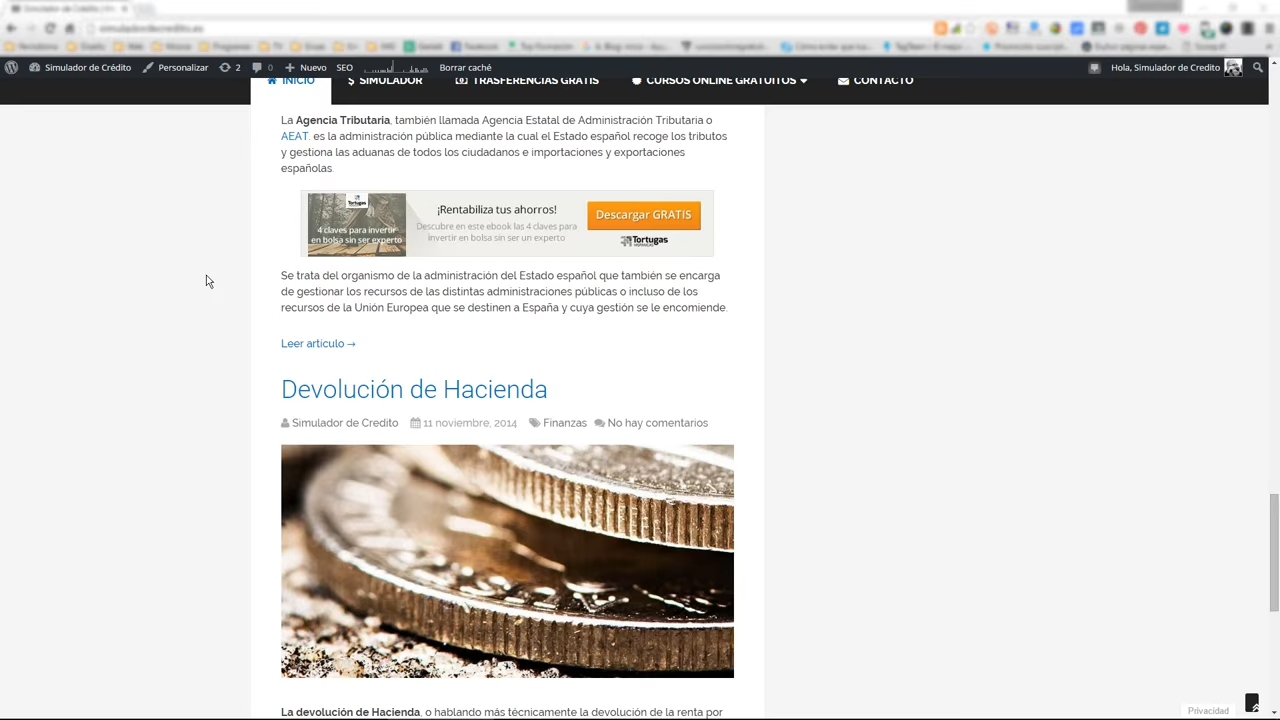 Simulador de Crédito
simuladordecredito.es
Simulador de Crédito Personalizar 2 0 Nuevo SEO Borrar caché Hola, Simulador de Credito
INICIO SIMULADOR TRASFERENCIAS GRATIS CURSOS ONLINE GRATUITOS CONTACTO
La Agencia Tributaria, también llamada Agencia Estatal de Administración Tributaria o
AEAT. es la administración pública mediante la cual el Estado español recoge los tributos
y gestiona las aduanas de todos los ciudadanos e importaciones y exportaciones
españolas.
Tortugas
4 claves para invertir
en bolsa sin ser experto
¡Rentabiliza tus ahorros!
Descubre en este ebook las 4 claves para
invertir en bolsa sin ser un experto
Descargar GRATIS
Tortugas
Se trata del organismo de la administración del Estado español que también se encarga
de gestionar los recursos de las distintas administraciones públicas o incluso de los
recursos de la Unión Europea que se destinen a España y cuya gestión se le encomiende.
Leer artículo →
Devolución de Hacienda
Simulador de Credito 11 noviembre, 2014 Finanzas No hay comentarios
La devolución de Hacienda, o hablando más técnicamente la devolución de la renta por
Privacidad